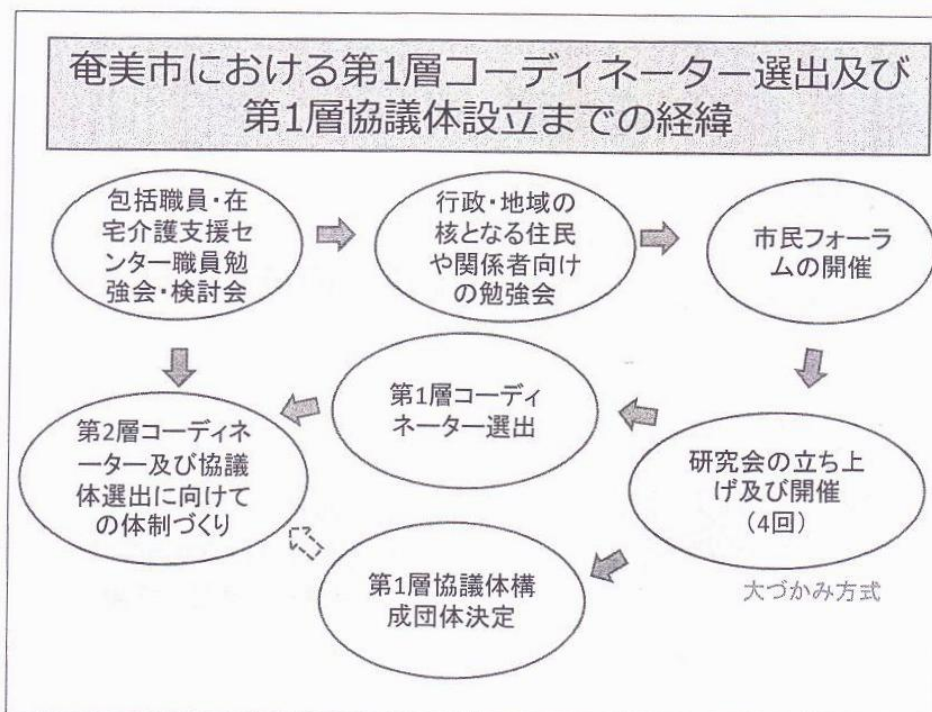 奄美市における第1層コーディネーター選出及び
第1層協議体設立までの経緯
包括職員・在
宅介護支援セ
ンター職員勉
強会・検討会
行政・地域の
核となる住民
や関係者向け
の勉強会
市民フォーラ
ムの開催
第1層コーディ
ネーター選出
第2層コーディネ
ーター及び協議
体選出に向けて
の体制づくり
研究会の立ち上
げ及び開催
（4回）
大づかみ方式
第1層協議体構
成団体決定